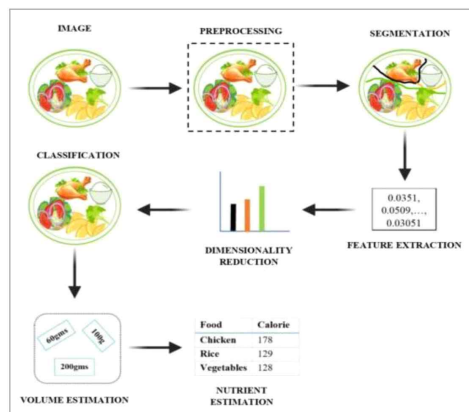 IMAGE
PREPROCESSING
SEGMENTATION
CLASSIFICATION
DIMENSIONALITY
REDUCTION
0.0351,
0.0509,…,
0.03051
FEATURE EXTRACTION
60gms
100g
200gms
VOLUME ESTIMATION
Food Calorie
Chicken 178
Rice 129
Vegetables 128
NUTRIENT
ESTIMATION